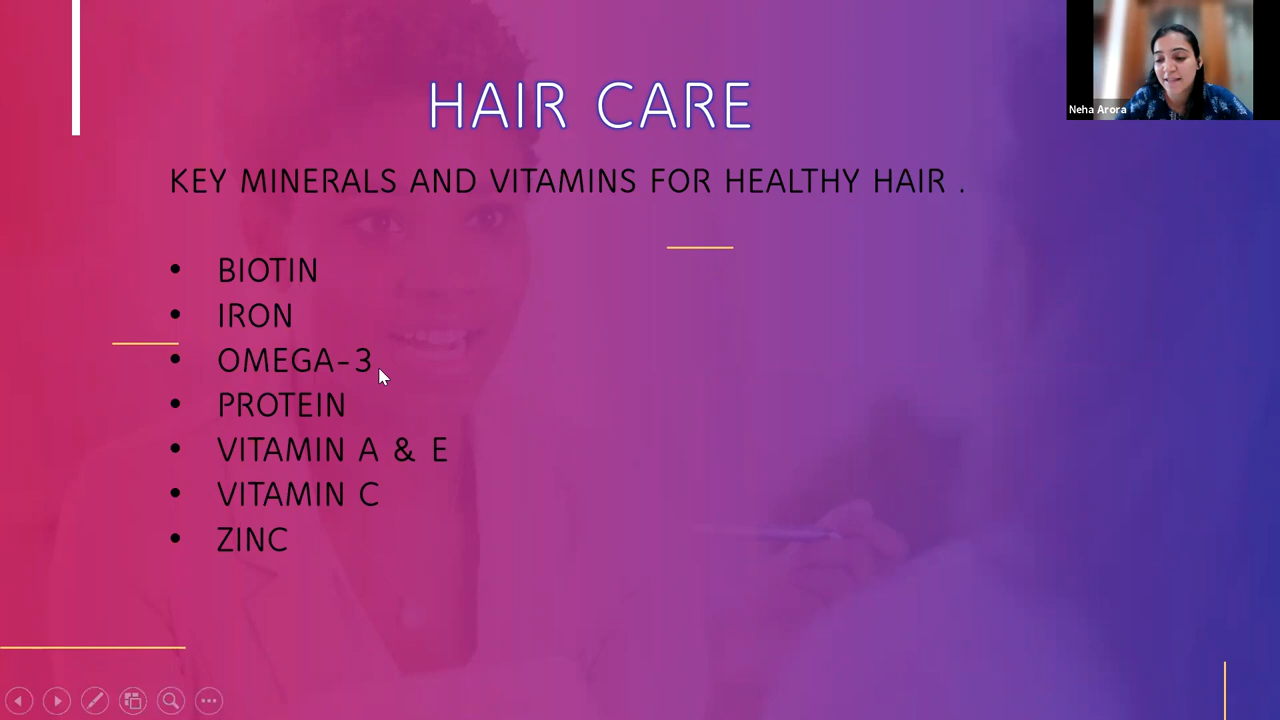 HAIR CARE
Neha Arora
KEY MINERALS AND VITAMINS FOR HEALTHY HAIR .
• BIOTIN
• IRON
• OMEGA-3
• PROTEIN
• VITAMIN A & E
• VITAMIN C
• ZINC